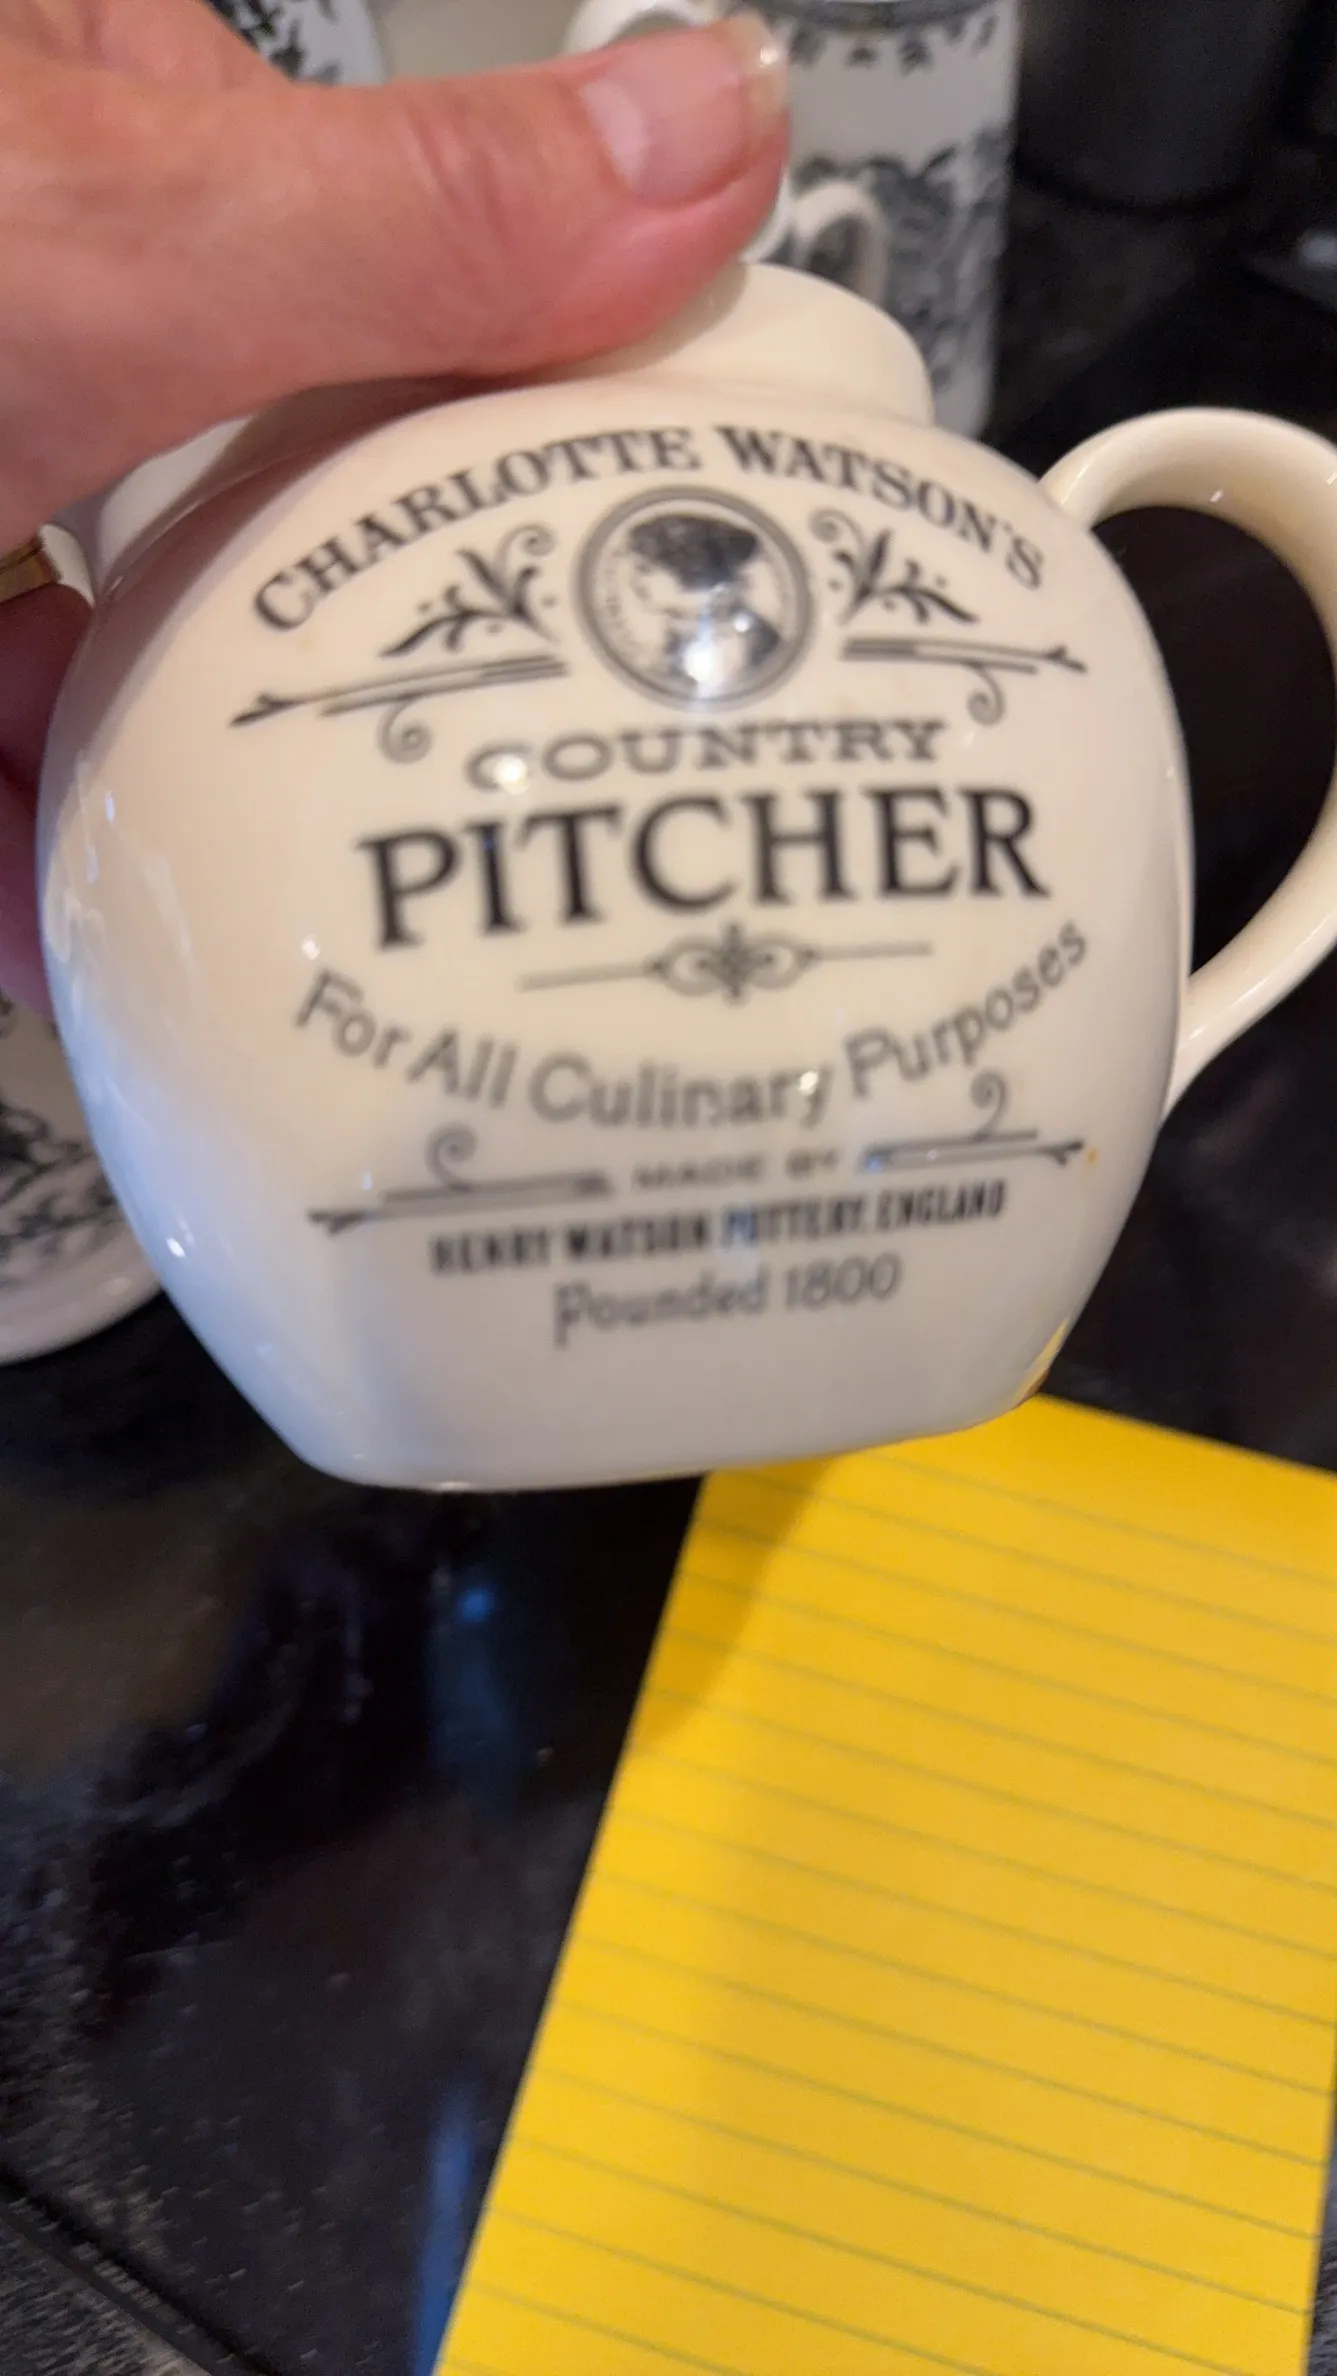 CHARLOTTE WATSON'S
COUNTRY
PITCHER
For All Culinary Purposes
MADE BY
HENRY WATSON POTTERY, ENGLAND
Founded 1800